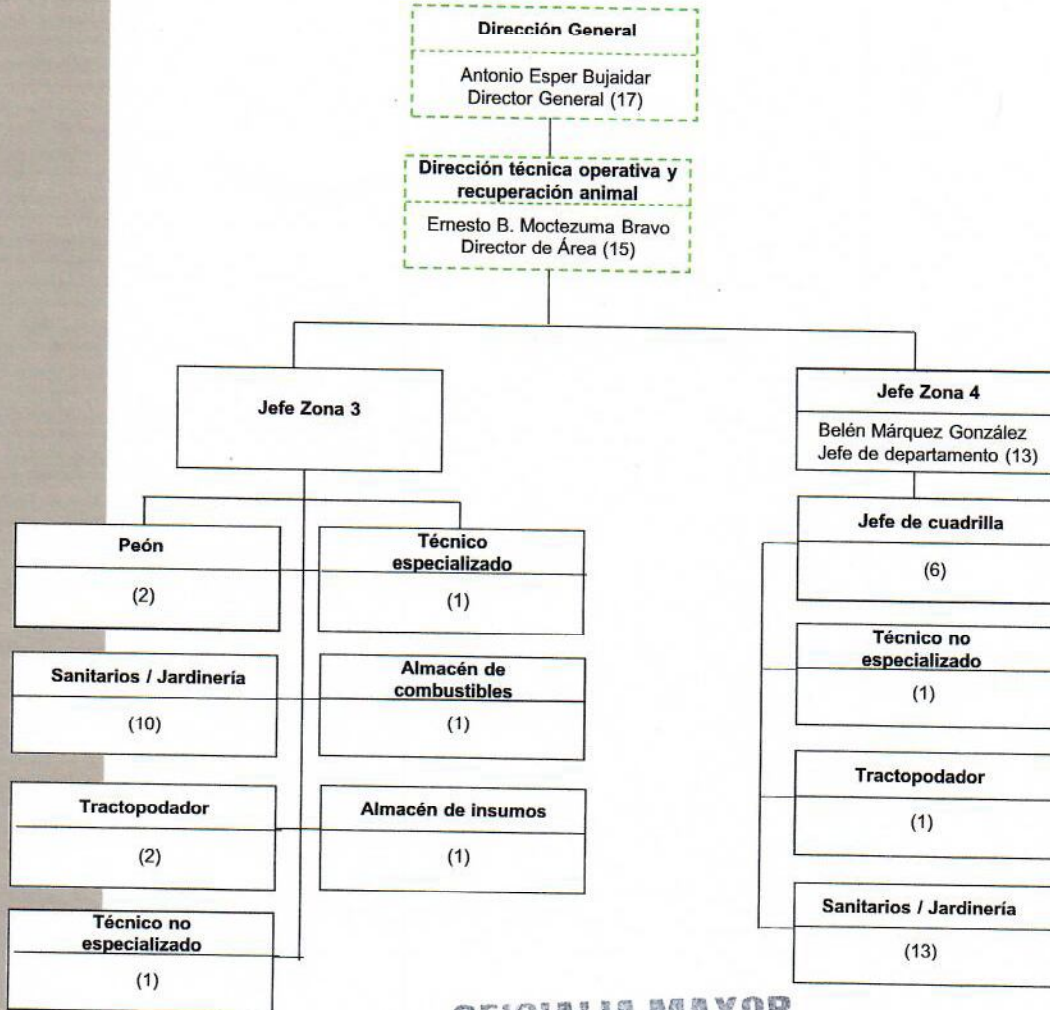 Dirección General
Antonio Esper Bujaidar
Director General (17)
Dirección técnica operativa y
recuperación animal
Ernesto B. Moctezuma Bravo
Director de Área (15)
Jefe Zona 3
Peón
(2)
Técnico
especializado
(1)
Sanitarios / Jardinería
(10)
Almacén de
combustibles
(1)
Tractopodador
(2)
Almacén de insumos
(1)
Técnico no
especializado
(1)
Jefe Zona 4
Belén Márquez González
Jefe de departamento (13)
Jefe de cuadrilla
(6)
Técnico no
especializado
(1)
Tractopodador
(1)
Sanitarios / Jardinería
(13)
OFICIALIA MAYOR